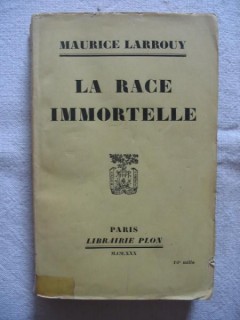 MAURICE LARROUY
LA RACE
IMMORTELLE
PARIS
LIBRAIRIE PLON
MCMXXX